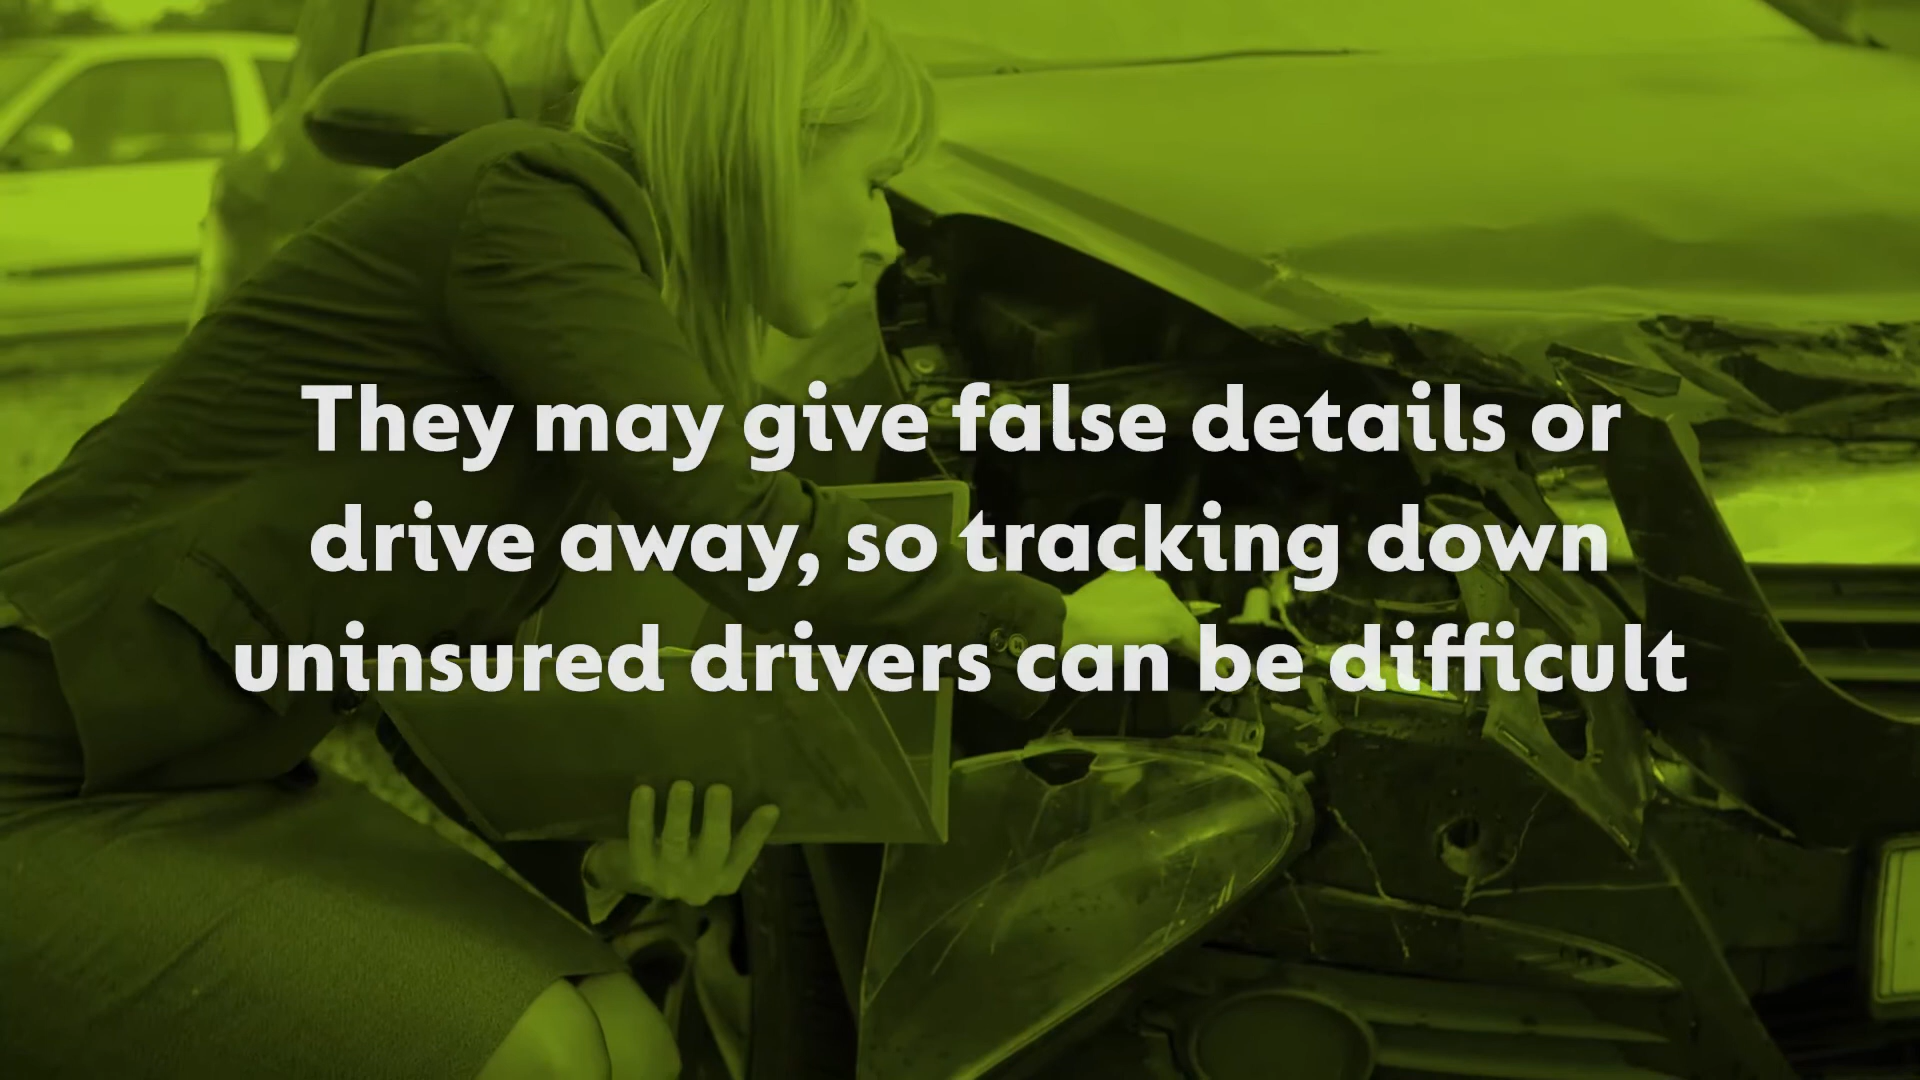 They may give false details or
drive away, so tracking down
uninsured drivers can be difficult